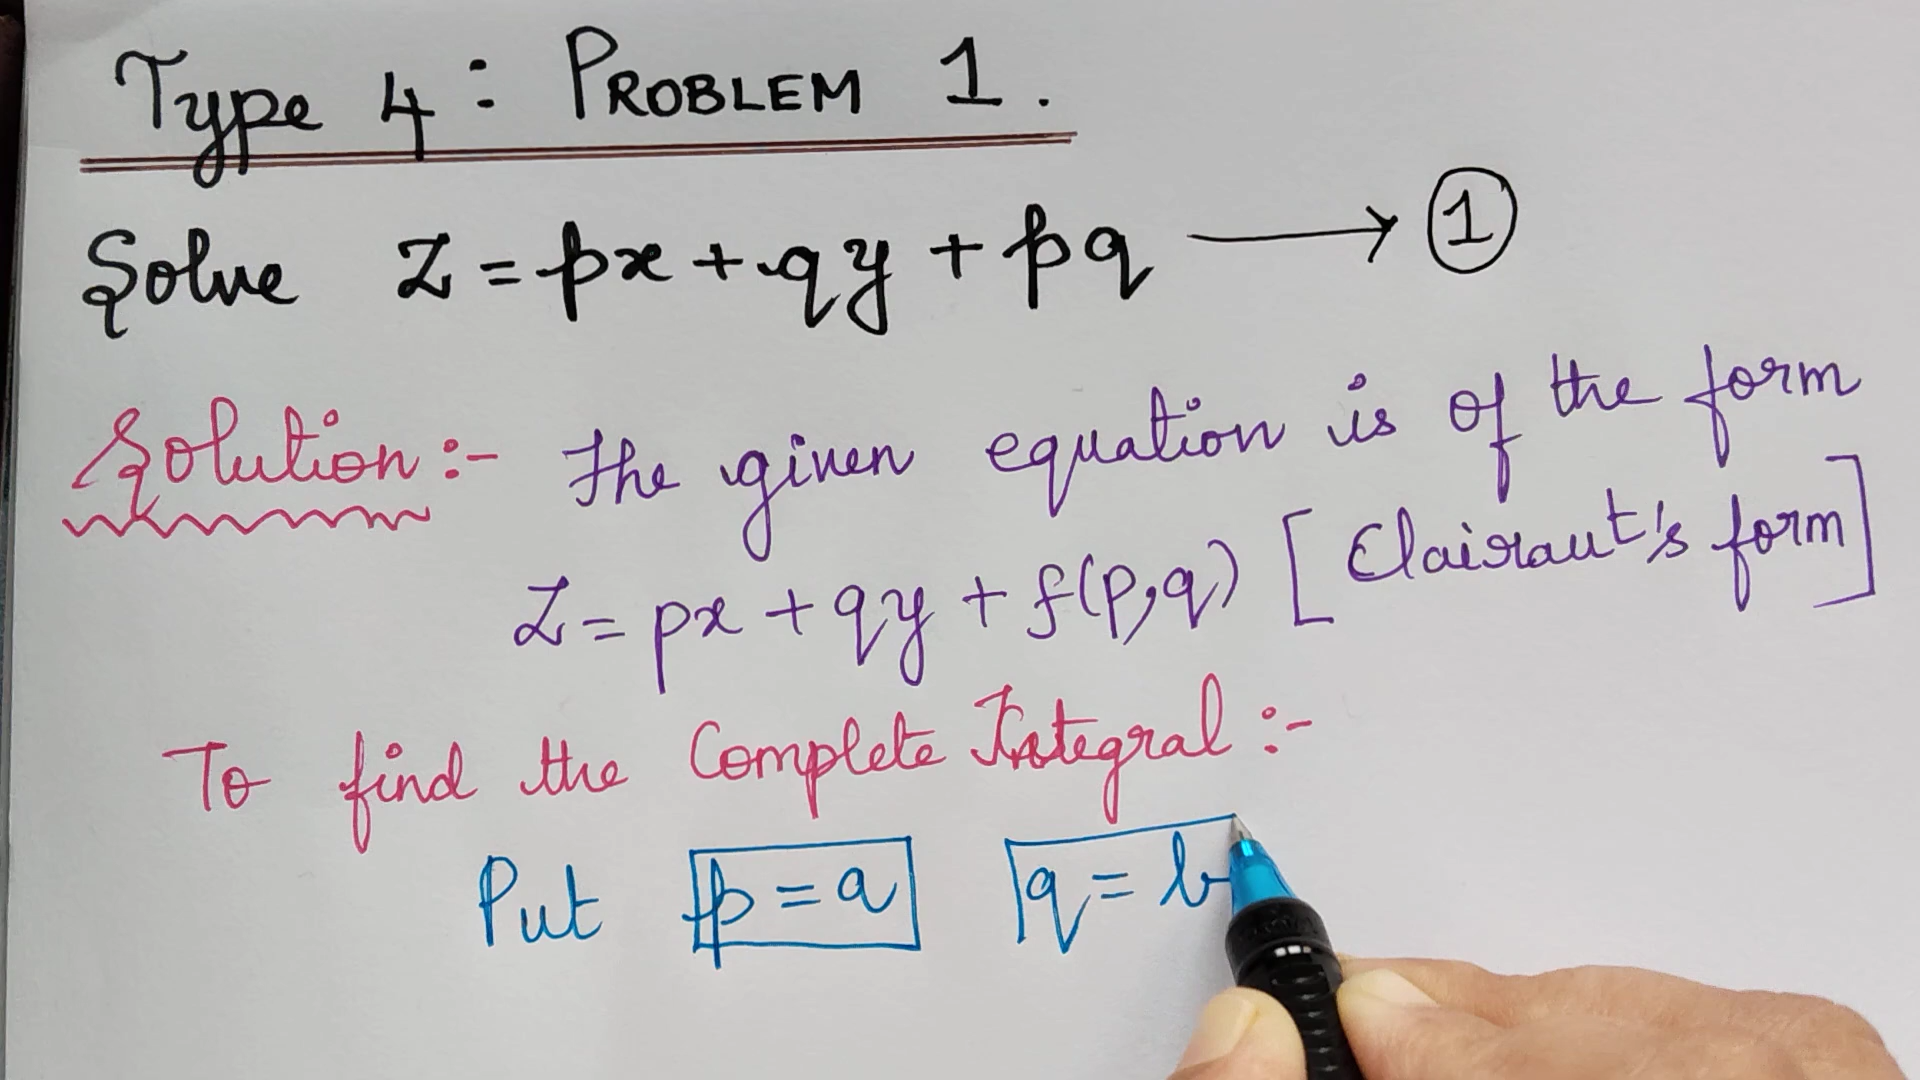 Type 4 : PROBLEM 1.
Solve z = px + qy + pq → ①
Solution :- The given equation is of the form
z = px + qy + f(p,q) [Clairaut's form]
To find the Complete Integral :-
Put p = a q = b